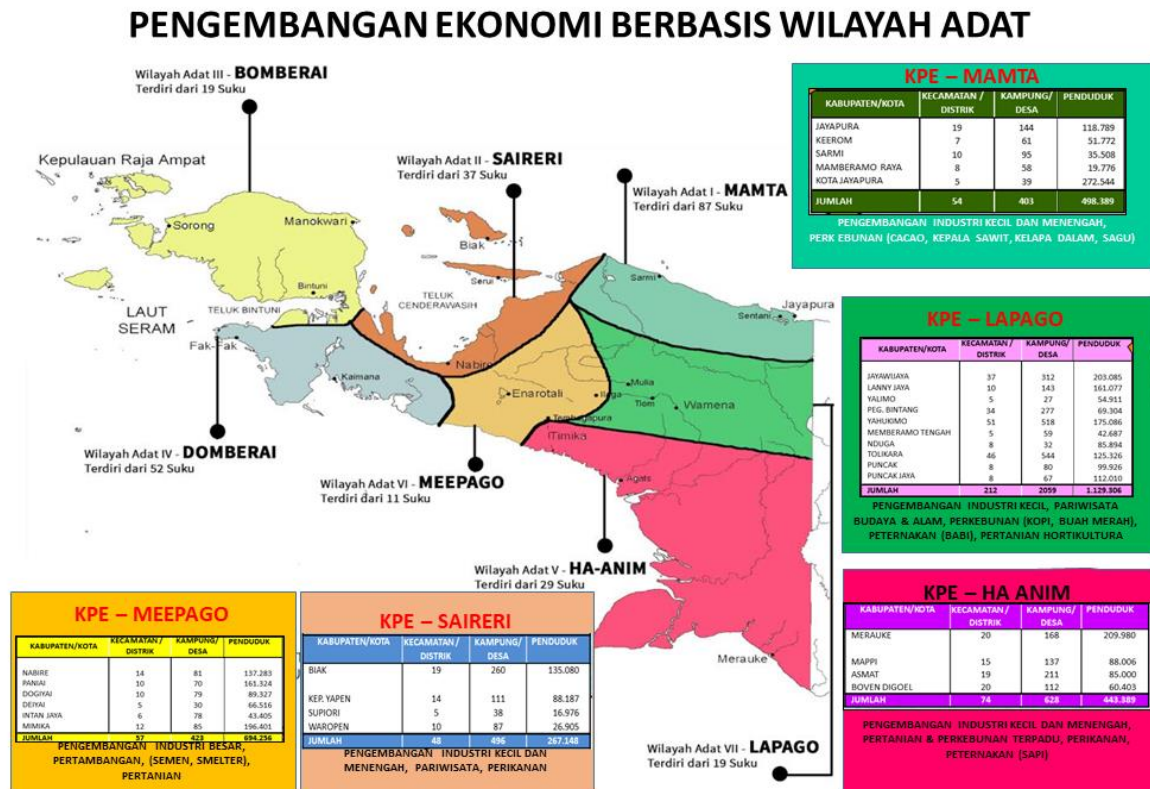 PENGEMBANGAN EKONOMI BERBASIS WILAYAH ADAT
Wilayah Adat III - BOMBERAI
Terdiri dari 19 Suku
Wilayah Adat II - SAIRERI
Terdiri dari 37 Suku
Wilayah Adat I - MAMTA
Terdiri dari 87 Suku
Kepulauan Raja Ampat
Sorong
Manokwari
Biak
Serui
Sarmi
Bintuni
TELUK
CENDERAWASIH
Jayapura
Sentani
LAUT
SERAM
TELUK BINTUNI
Fak-Fak
Kaimana
Nabire
Enarotali
Ilaga
Mulia
Tiom
Wamena
Tembagapura
Timika
Agats
Merauke
Wilayah Adat IV - DOMBERAI
Terdiri dari 52 Suku
Wilayah Adat VI - MEEPAGO
Terdiri dari 11 Suku
Wilayah Adat V - HA-ANIM
Terdiri dari 29 Suku
Wilayah Adat VII - LAPAGO
Terdiri dari 19 Suku
KPE – MAMTA
KABUPATEN/KOTA KECAMATAN / DISTRIK KAMPUNG/ DESA PENDUDUK
JAYAPURA 19 144 118.789
KEEROM 7 61 51.772
SARMI 10 95 35.508
MAMBERAMO RAYA 8 58 19.776
KOTA JAYAPURA 5 39 272.544
JUMLAH 54 403 498.389
PENGEMBANGAN INDUSTRI KECIL DAN MENENGAH,
PERK EBUNAN (CACAO, KEPALA SAWIT, KELAPA DALAM, SAGU)
KPE – LAPAGO
KABUPATEN/KOTA KECAMATAN / DISTRIK KAMPUNG/ DESA PENDUDUK
JAYAWIJAYA 37 312 203.085
LANNY JAYA 10 143 161.077
YALIMO 5 27 54.911
PEG. BINTANG 34 277 69.304
YAHUKIMO 51 518 175.086
MEMBERAMO TENGAH 5 59 42.687
NDUGA 8 32 85.894
TOLIKARA 46 544 125.326
PUNCAK 8 80 99.926
PUNCAK JAYA 8 67 112.010
JUMLAH 212 2059 1.129.306
PENGEMBANGAN INDUSTRI KECIL, PARIWISATA
BUDAYA & ALAM, PERKEBUNAN (KOPI, BUAH MERAH),
PETERNAKAN (BABI), PERTANIAN HORTIKULTURA
KPE – HA ANIM
KABUPATEN/KOTA KECAMATAN / DISTRIK KAMPUNG/ DESA PENDUDUK
MERAUKE 20 168 209.980
MAPPI 15 137 88.006
ASMAT 19 211 85.000
BOVEN DIGOEL 20 112 60.403
JUMLAH 74 628 443.389
PENGEMBANGAN INDUSTRI KECIL DAN MENENGAH,
PERTANIAN & PERKEBUNAN TERPADU, PERIKANAN,
PETERNAKAN (SAPI)
KPE – MEEPAGO
KABUPATEN/KOTA KECAMATAN / DISTRIK KAMPUNG/ DESA PENDUDUK
NABIRE 14 81 137.283
PANIAI 10 70 161.324
DOGIYAI 10 79 89.327
DEIYAI 5 30 66.516
INTAN JAYA 6 78 43.405
MIMIKA 12 85 196.401
JUMLAH 57 423 694.256
PENGEMBANGAN INDUSTRI BESAR,
PERTAMBANGAN, (SEMEN, SMELTER),
PERTANIAN
KPE – SAIRERI
KABUPATEN/KOTA KECAMATAN / DISTRIK KAMPUNG/ DESA PENDUDUK
BIAK 19 260 135.080
KEP. YAPEN 14 111 88.187
SUPIORI 5 38 16.976
WAROPEN 10 87 26.905
JUMLAH 48 496 267.148
PENGEMBANGAN INDUSTRI KECIL DAN
MENENGAH, PARIWISATA, PERIKANAN